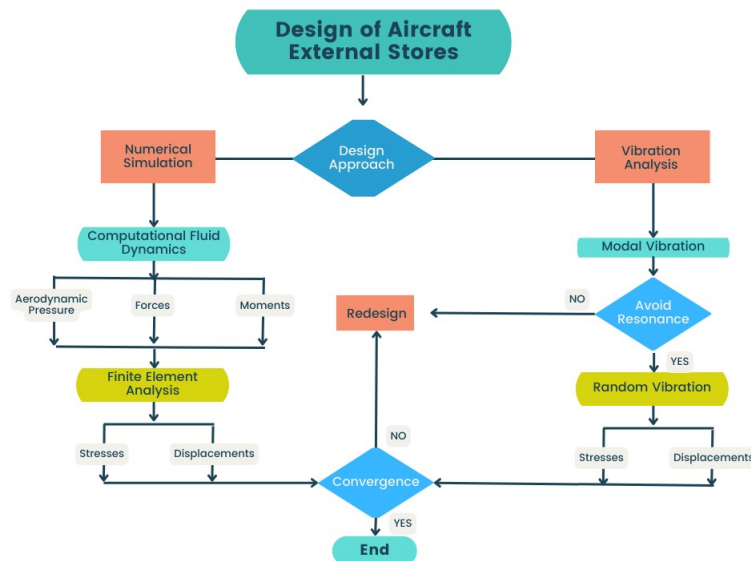 Design of Aircraft
External Stores
Numerical
Simulation
Design
Approach
Vibration
Analysis
Computational Fluid
Dynamics
Modal Vibration
Aerodynamic
Pressure
Forces
Moments
NO
Avoid
Resonance
Redesign
YES
Finite Element
Analysis
Random Vibration
NO
Stresses
Displacements
Stresses
Displacements
Convergence
YES
End